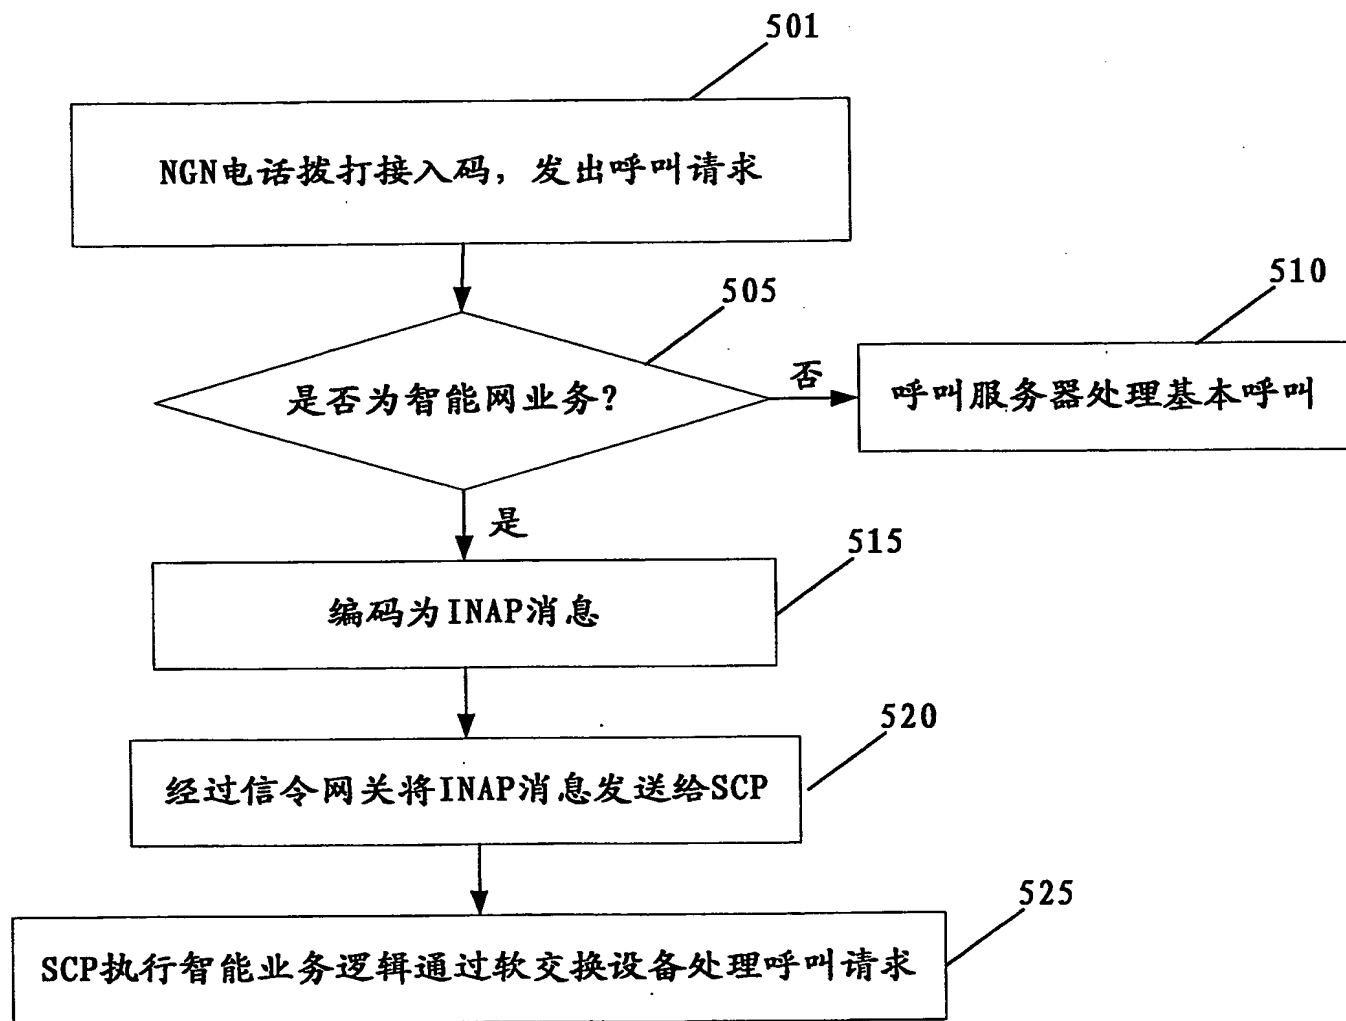 501
NGN电话拨打接入码，发出呼叫请求
505
是否为智能网业务?
否
510
呼叫服务器处理基本呼叫
是
515
编码为INAP消息
520
经过信令网关将INAP消息发送给SCP
525
SCP执行智能业务逻辑通过软交换设备处理呼叫请求